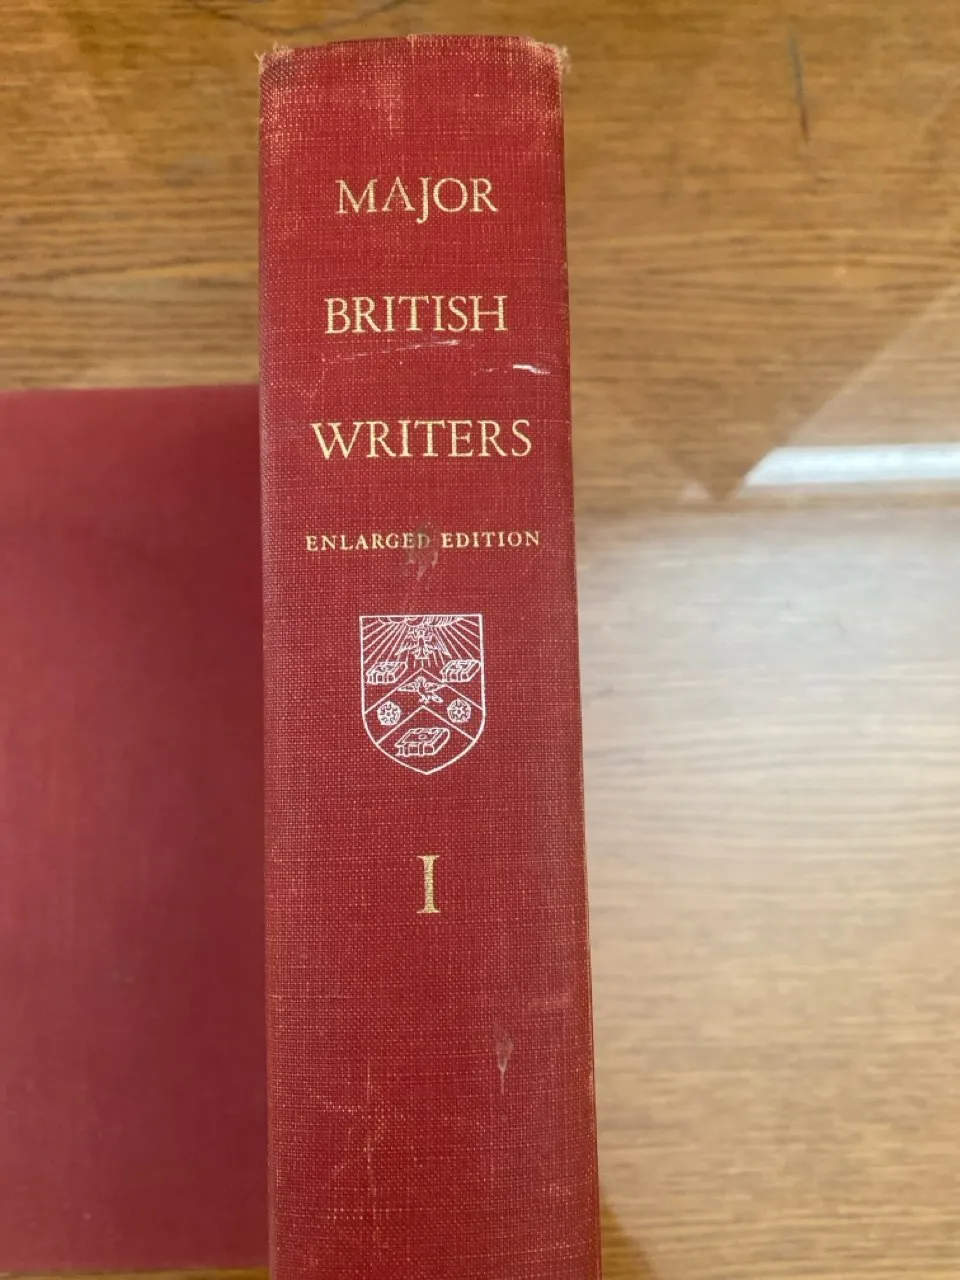 MAJOR
BRITISH
WRITERS
ENLARGED EDITION
I